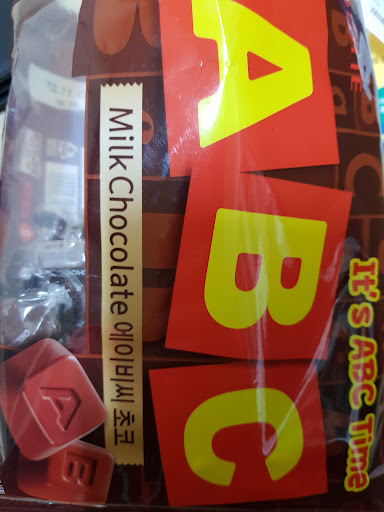 A
B
C
Milk Chocolate 에이비씨 초코
It's ABC Time
A
B